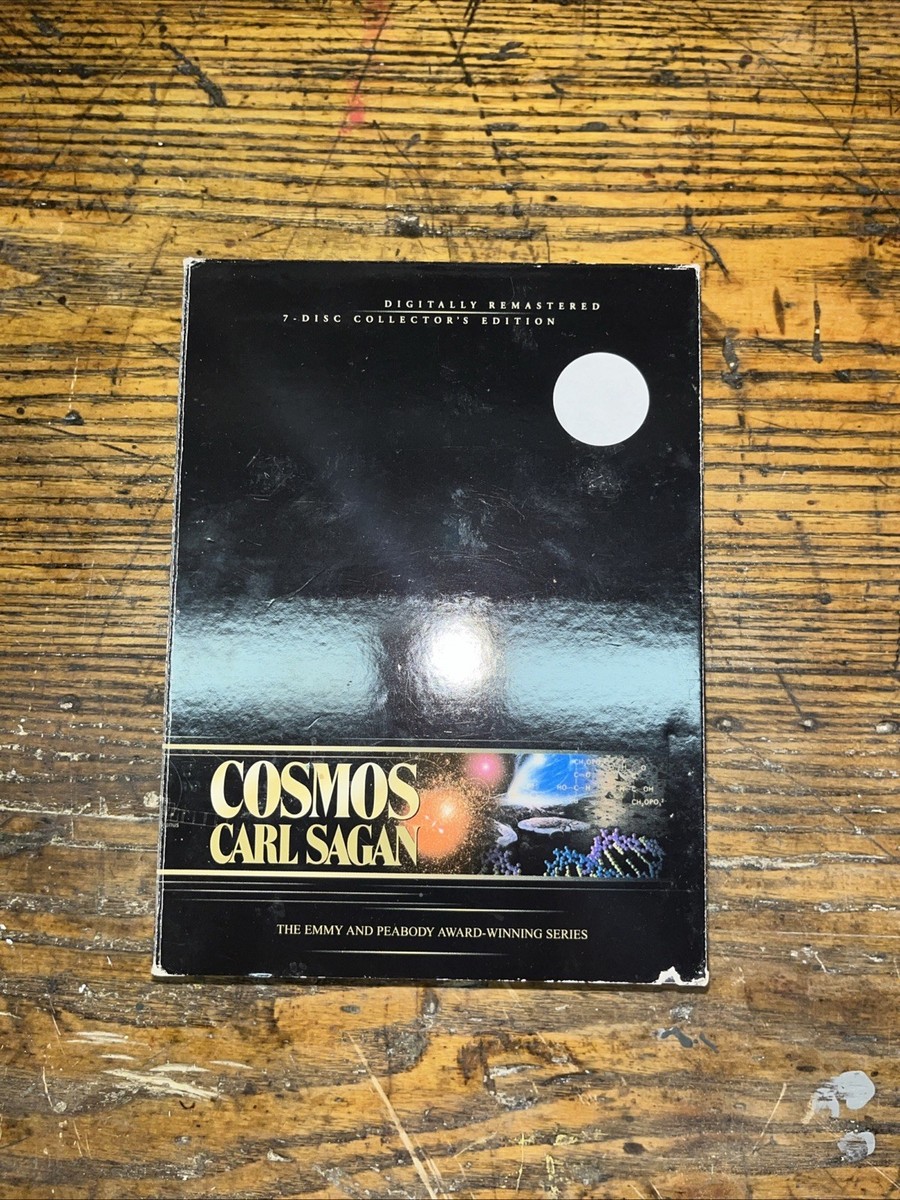 DIGITALLY REMASTERED
7-DISC COLLECTOR'S EDITION
COSMOS
CARL SAGAN
THE EMMY AND PEABODY AWARD-WINNING SERIES